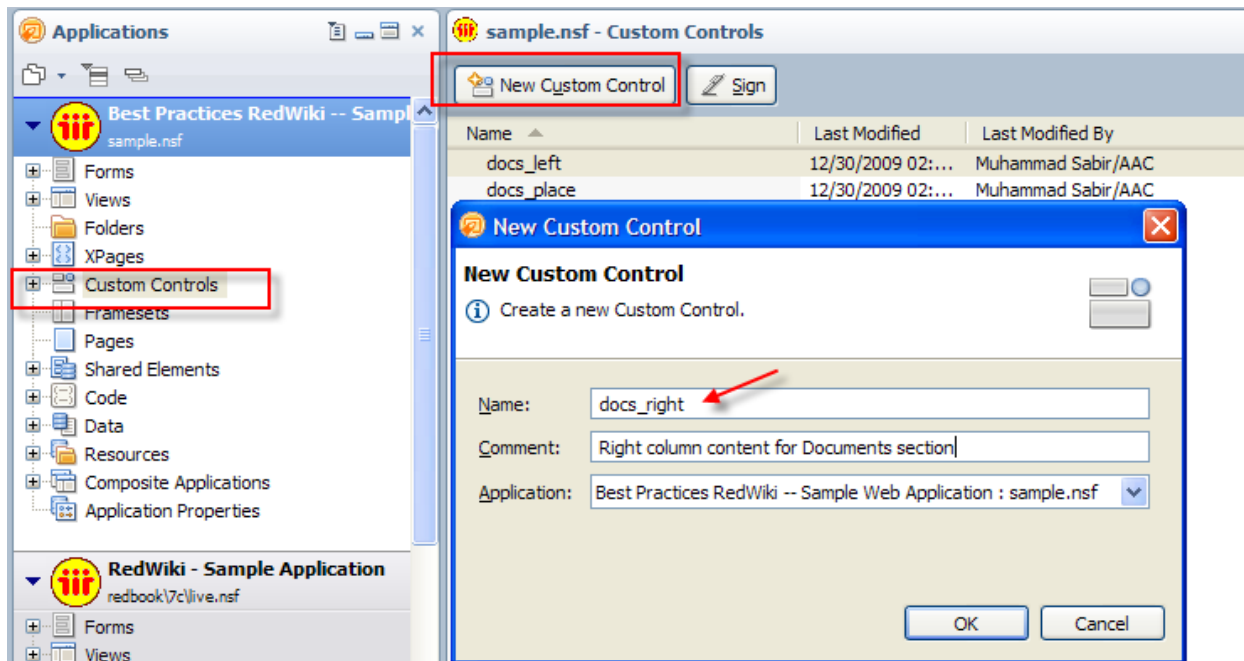 Applications
Best Practices RedWiki -- Sampl
sample.nsf
Forms
Views
Folders
XPages
Custom Controls
Framesets
Pages
Shared Elements
Code
Data
Resources
Composite Applications
Application Properties
RedWiki - Sample Application
redbook\7c\live.nsf
Forms
Views
sample.nsf - Custom Controls
New Custom Control
Sign
Name Last Modified Last Modified By
docs_left 12/30/2009 02:... Muhammad Sabir/AAC
docs_place 12/30/2009 02:... Muhammad Sabir/AAC
New Custom Control
New Custom Control
Create a new Custom Control.
Name: docs_right
Comment: Right column content for Documents section
Application: Best Practices RedWiki -- Sample Web Application : sample.nsf
OK Cancel